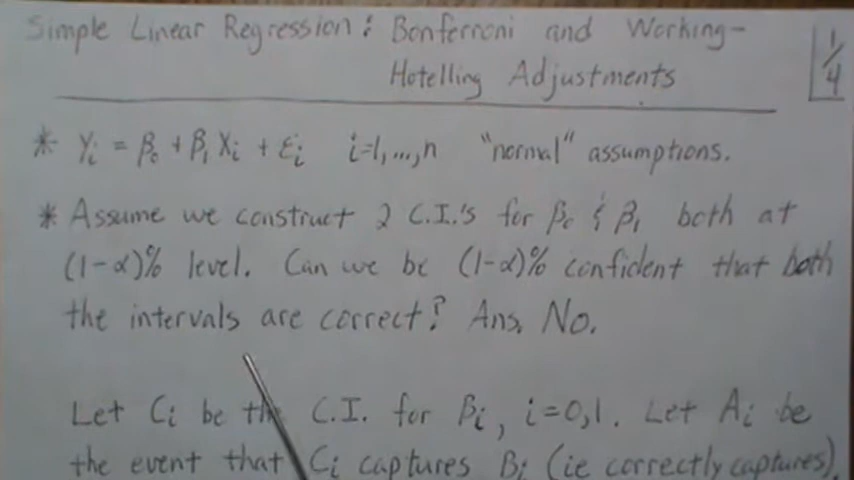 Simple Linear Regression: Bonferroni and Working-
Hotelling Adjustments
1/4
* Yi = β0 + β1 Xi + εi i=1,...,n "normal" assumptions.
* Assume we construct 2 C.I.'s for β0 & β1 both at
(1-α)% level. Can we be (1-α)% confident that both
the intervals are correct? Ans. No.
Let Ci be the C.I. for βi, i=0,1. Let Ai be
the event that Ci captures Bi (ie correctly captures).